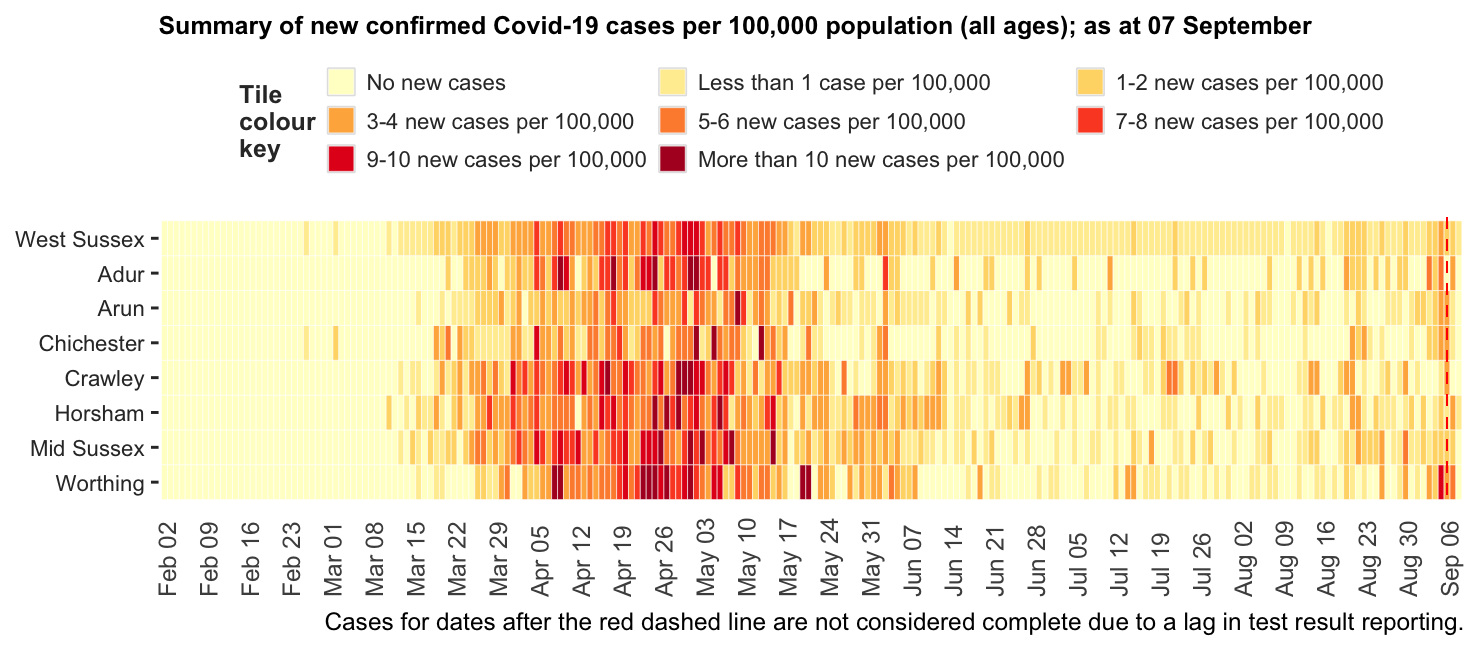 Summary of new confirmed Covid-19 cases per 100,000 population (all ages); as at 07 September
Tile
colour
key
No new cases
Less than 1 case per 100,000
1-2 new cases per 100,000
3-4 new cases per 100,000
5-6 new cases per 100,000
7-8 new cases per 100,000
9-10 new cases per 100,000
More than 10 new cases per 100,000
West Sussex
Adur
Arun
Chichester
Crawley
Horsham
Mid Sussex
Worthing
Feb 02
Feb 09
Feb 16
Feb 23
Mar 01
Mar 08
Mar 15
Mar 22
Mar 29
Apr 05
Apr 12
Apr 19
Apr 26
May 03
May 10
May 17
May 24
May 31
Jun 07
Jun 14
Jun 21
Jun 28
Jul 05
Jul 12
Jul 19
Jul 26
Aug 02
Aug 09
Aug 16
Aug 23
Aug 30
Sep 06
Cases for dates after the red dashed line are not considered complete due to a lag in test result reporting.